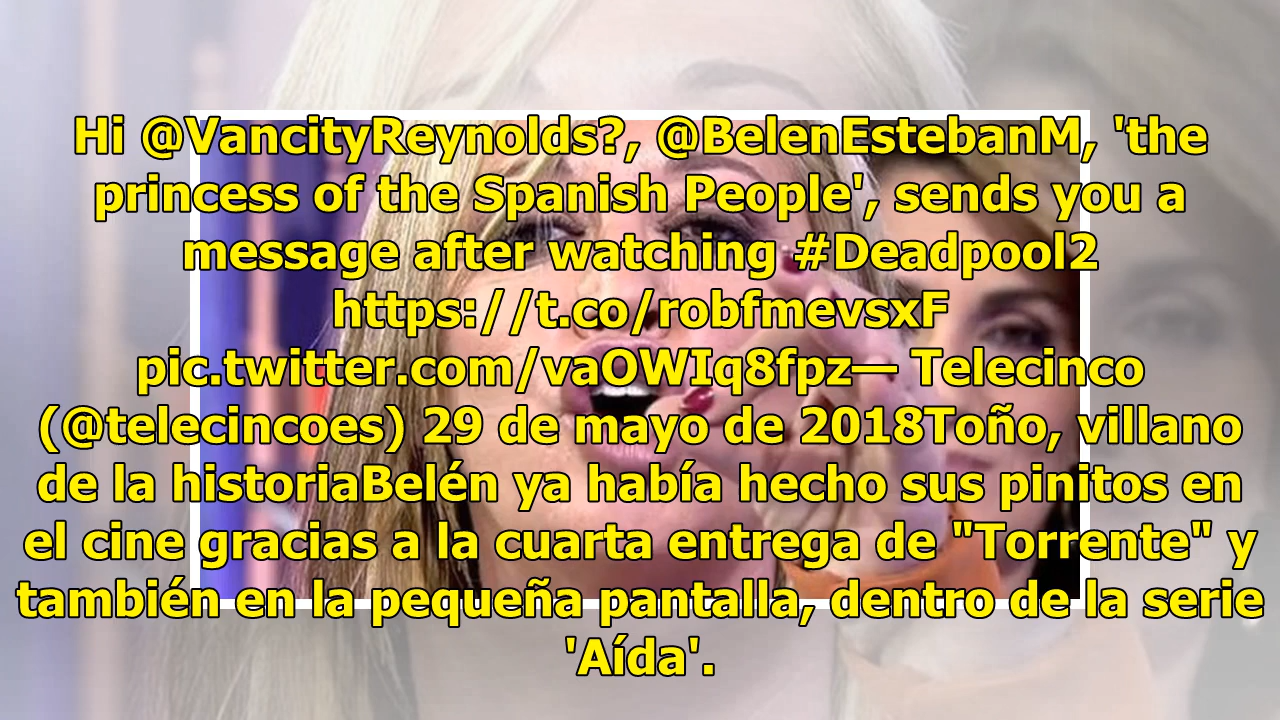 Hi @VancityReynolds?, @BelenEstebanM, 'the
princess of the Spanish People', sends you a
message after watching #Deadpool2
https://t.co/robfmevsxF
pic.twitter.com/vaOWIq8fpz— Telecinco
(@telecincoes) 29 de mayo de 2018Toño, villano
de la historiaBelén ya había hecho sus pinitos en
el cine gracias a la cuarta entrega de "Torrente" y
también en la pequeña pantalla, dentro de la serie
'Aída'.